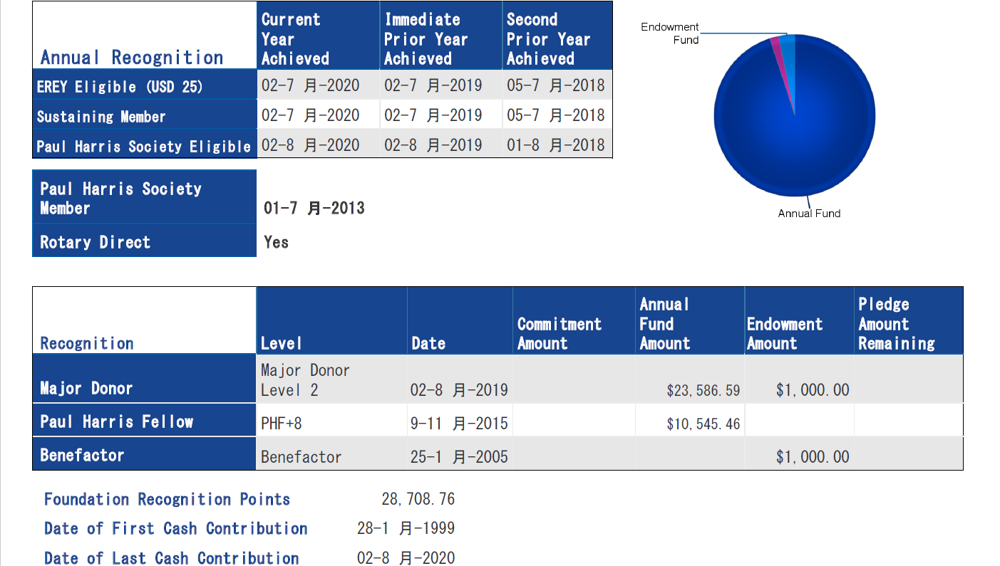 Annual Recognition
Current
Year
Achieved
Immediate
Prior Year
Achieved
Second
Prior Year
Achieved
EREY Eligible (USD 25) 02-7 月-2020 02-7 月-2019 05-7 月-2018
Sustaining Member 02-7 月-2020 02-7 月-2019 05-7 月-2018
Paul Harris Society Eligible 02-8 月-2020 02-8 月-2019 01-8 月-2018
Endowment
Fund
Annual Fund
Paul Harris Society
Member
01-7 月-2013
Rotary Direct Yes
Recognition
Level
Date
Commitment
Amount
Annual
Fund
Amount
Endowment
Amount
Pledge
Amount
Remaining
Major Donor
Major Donor
Level 2
02-8 月-2019 $23,586.59 $1,000.00
Paul Harris Fellow PHF+8 9-11 月-2015 $10,545.46
Benefactor Benefactor 25-1 月-2005 $1,000.00
Foundation Recognition Points 28,708.76
Date of First Cash Contribution 28-1 月-1999
Date of Last Cash Contribution 02-8 月-2020